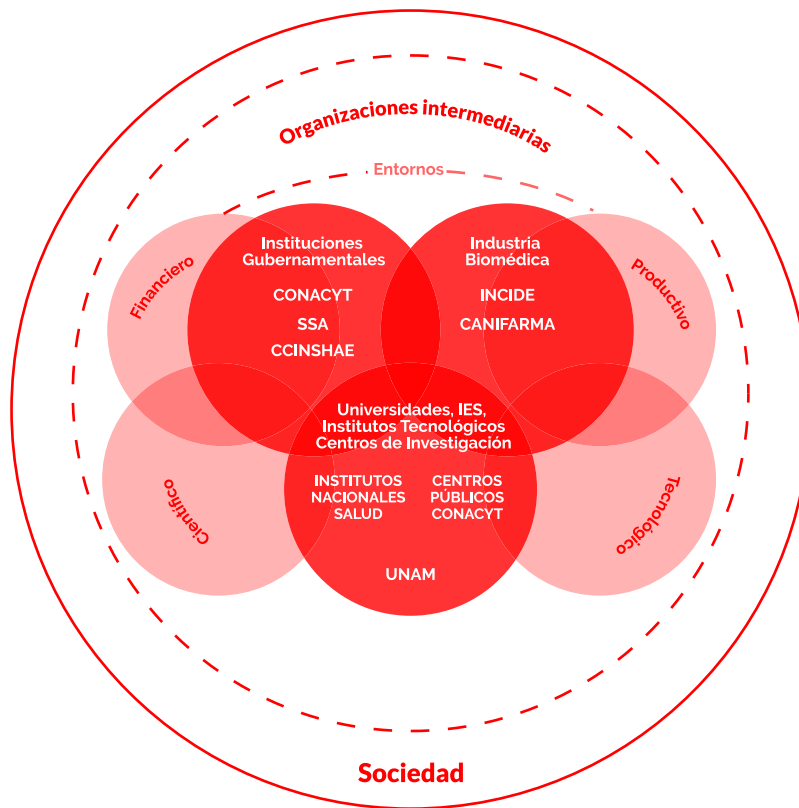 Organizaciones intermediarias
Entornos
Financiero
Instituciones
Gubernamentales
CONACYT
SSA
CCINSHAE
Industria
Biomédica
INCIDE
CANIFARMA
Productivo
Científico
Universidades, IES,
Institutos Tecnológicos
Centros de Investigación
INSTITUTOS
NACIONALES
SALUD
CENTROS
PÚBLICOS
CONACYT
UNAM
Tecnológico
Sociedad